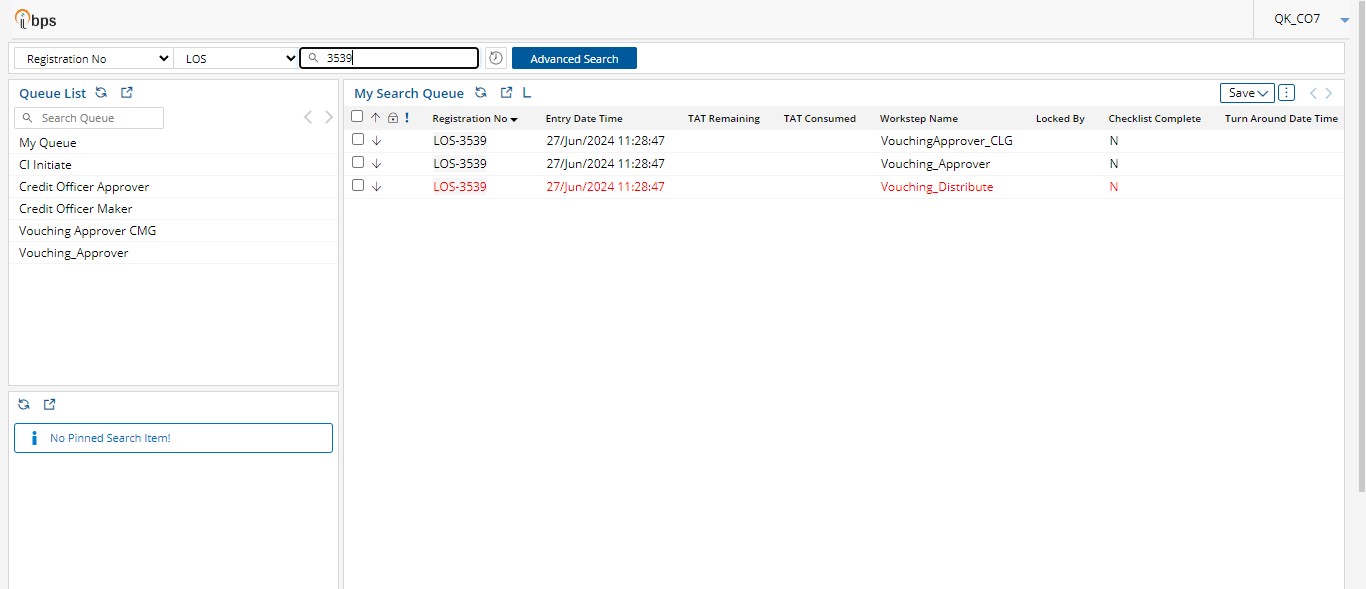 ibps
QK_CO7
Registration No LOS 3539 Advanced Search
Queue List
Search Queue
My Queue
CI Initiate
Credit Officer Approver
Credit Officer Maker
Vouching Approver CMG
Vouching_Approver
No Pinned Search Item!
My Search Queue L Save
Registration No Entry Date Time TAT Remaining TAT Consumed Workstep Name Locked By Checklist Complete Turn Around Date Time
LOS-3539 27/Jun/2024 11:28:47 VouchingApprover_CLG N
LOS-3539 27/Jun/2024 11:28:47 Vouching_Approver N
LOS-3539 27/Jun/2024 11:28:47 Vouching_Distribute N